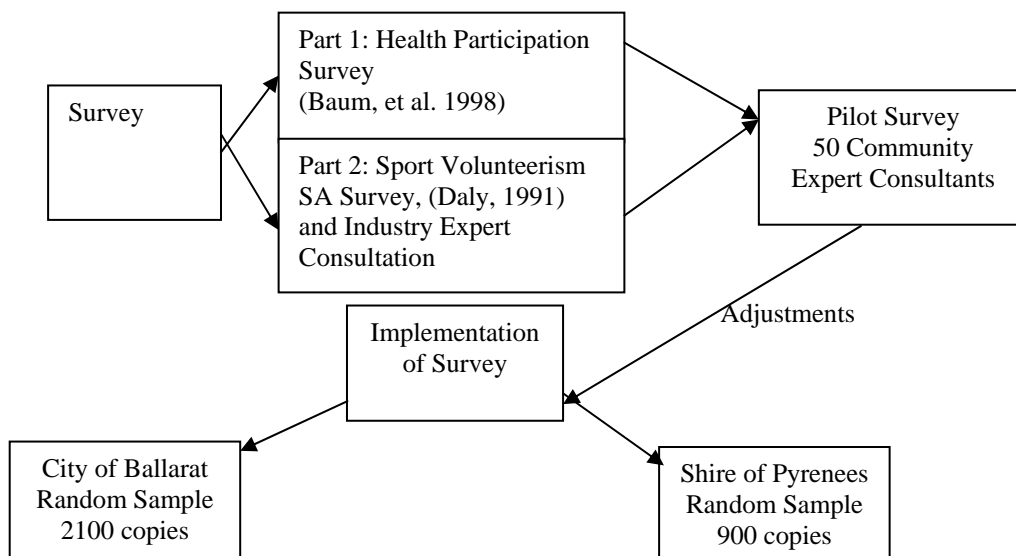 Survey
Part 1: Health Participation
Survey
(Baum, et al. 1998)
Part 2: Sport Volunteerism
SA Survey, (Daly, 1991)
and Industry Expert
Consultation
Pilot Survey
50 Community
Expert Consultants
Adjustments
Implementation
of Survey
City of Ballarat
Random Sample
2100 copies
Shire of Pyrenees
Random Sample
900 copies